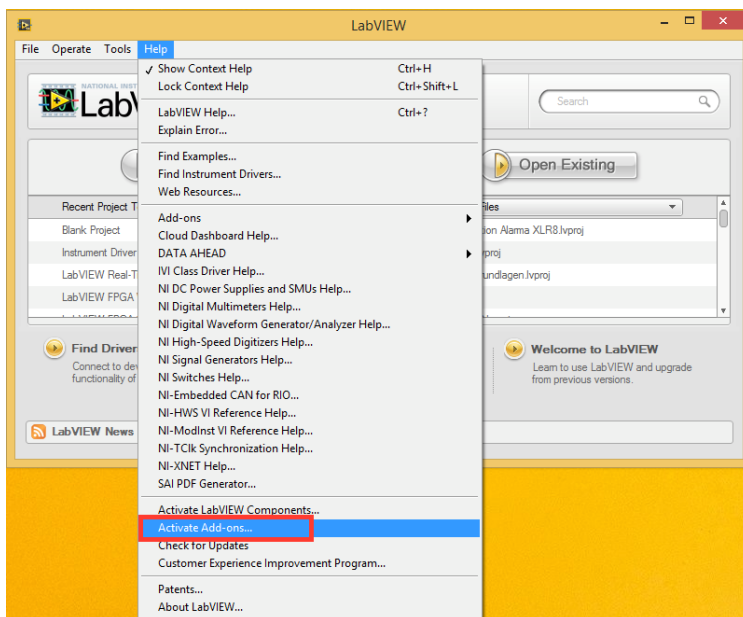 LabVIEW
File Operate Tools Help
✓ Show Context Help Ctrl+H
Lock Context Help Ctrl+Shift+L
LabVIEW Help... Ctrl+?
Explain Error...
Find Examples...
Find Instrument Drivers...
Web Resources...
Add-ons
Cloud Dashboard Help...
DATA AHEAD
IVI Class Driver Help...
NI DC Power Supplies and SMUs Help...
NI Digital Multimeters Help...
NI Digital Waveform Generator/Analyzer Help...
NI High-Speed Digitizers Help...
NI Signal Generators Help...
NI Switches Help...
NI-Embedded CAN for RIO...
NI-HWS VI Reference Help...
NI-ModInst VI Reference Help...
NI-TClk Synchronization Help...
NI-XNET Help...
SAI PDF Generator...
Activate LabVIEW Components...
Activate Add-ons...
Check for Updates
Customer Experience Improvement Program...
Patents...
About LabVIEW...
NATIONAL INST
LabV
Search
Open Existing
Recent Project T
Files
Blank Project
ion Alarma XLR8.lvproj
Instrument Driver
proj
LabVIEW Real-T
undlagen.lvproj
LabVIEW FPGA
Find Driver
Connect to dev
functionality of
Welcome to LabVIEW
Learn to use LabVIEW and upgrade
from previous versions.
LabVIEW News